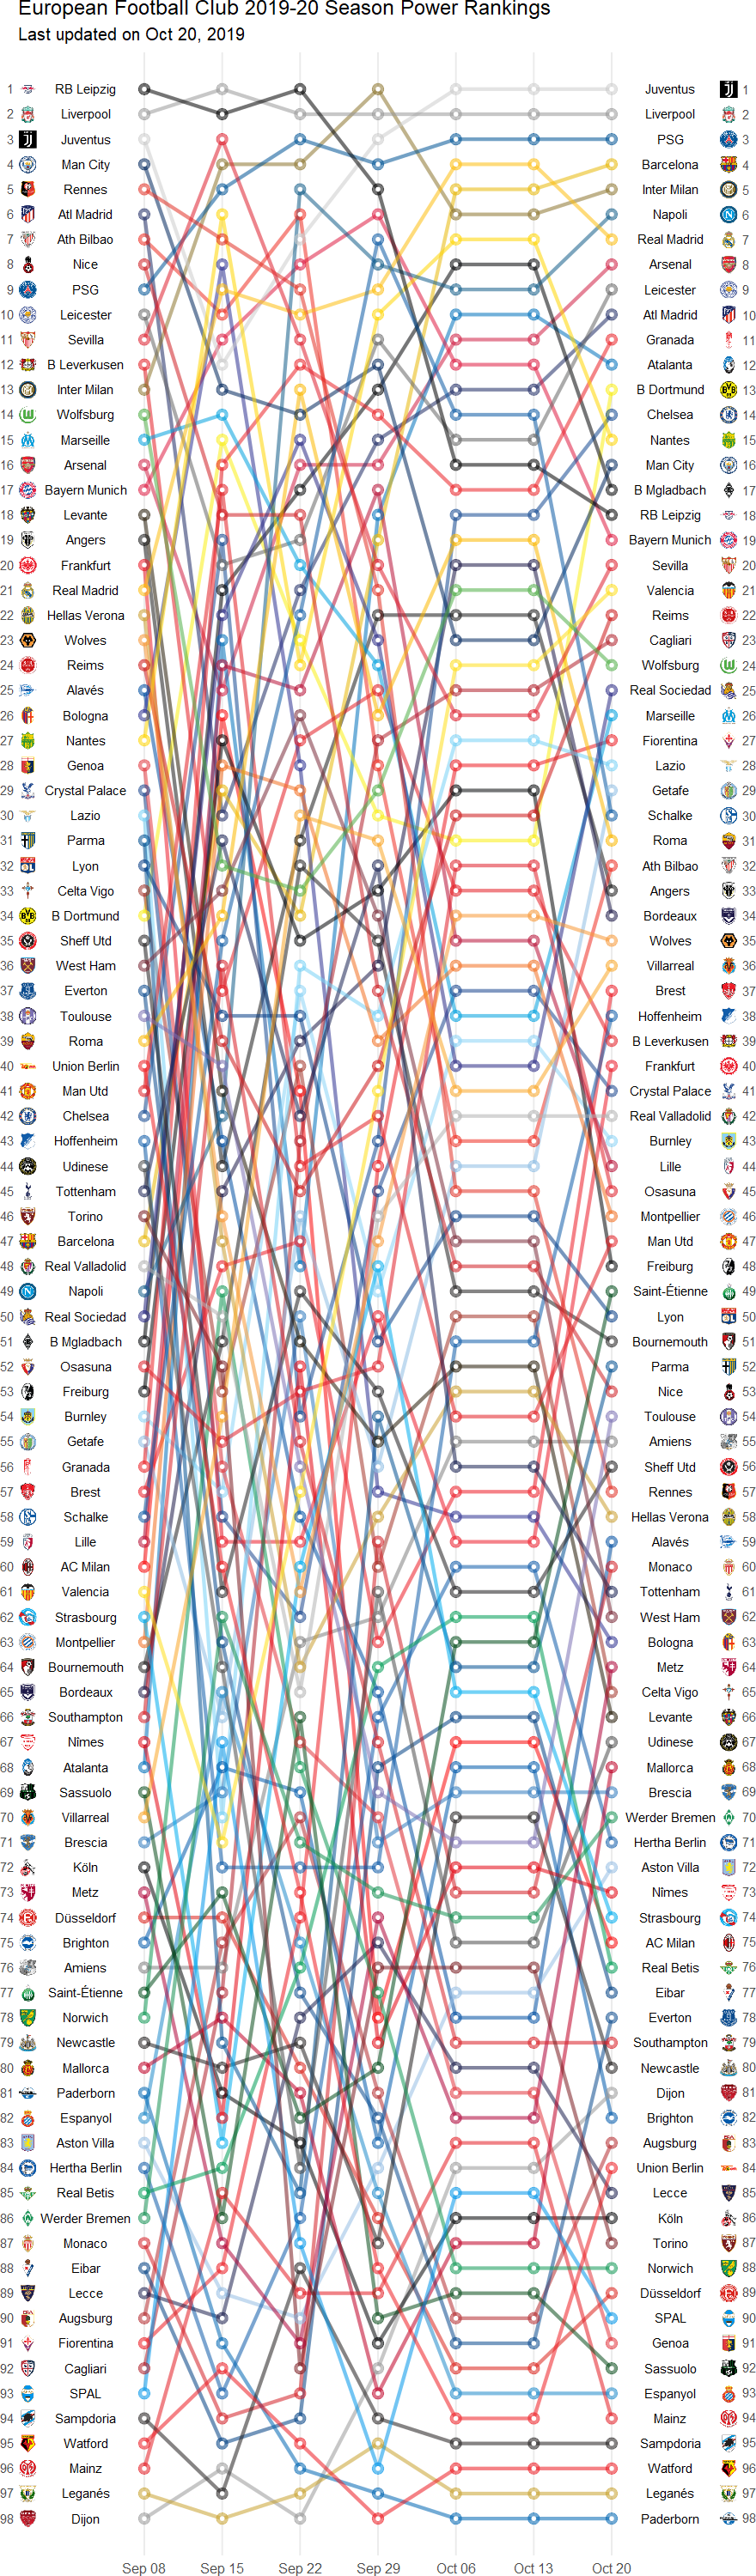 European Football Club 2019-20 Season Power Rankings
Last updated on Oct 20, 2019
1 RB Leipzig Juventus 1
2 Liverpool Liverpool 2
3 Juventus PSG 3
4 Man City Barcelona 4
5 Rennes Inter Milan 5
6 Atl Madrid Napoli 6
7 Ath Bilbao Real Madrid 7
8 Nice Arsenal 8
9 PSG Leicester 9
10 Leicester Atl Madrid 10
11 Sevilla Granada 11
12 B Leverkusen Atalanta 12
13 Inter Milan B Dortmund 13
14 Wolfsburg Chelsea 14
15 Marseille Nantes 15
16 Arsenal Man City 16
17 Bayern Munich B Mgladbach 17
18 Levante RB Leipzig 18
19 Angers Bayern Munich 19
20 Frankfurt Sevilla 20
21 Real Madrid Valencia 21
22 Hellas Verona Reims 22
23 Wolves Cagliari 23
24 Reims Wolfsburg 24
25 Alavés Real Sociedad 25
26 Bologna Marseille 26
27 Nantes Fiorentina 27
28 Genoa Lazio 28
29 Crystal Palace Getafe 29
30 Lazio Schalke 30
31 Parma Roma 31
32 Lyon Ath Bilbao 32
33 Celta Vigo Angers 33
34 B Dortmund Bordeaux 34
35 Sheff Utd Wolves 35
36 West Ham Villarreal 36
37 Everton Brest 37
38 Toulouse Hoffenheim 38
39 Roma B Leverkusen 39
40 Union Berlin Frankfurt 40
41 Man Utd Crystal Palace 41
42 Chelsea Real Valladolid 42
43 Hoffenheim Burnley 43
44 Udinese Lille 44
45 Tottenham Osasuna 45
46 Torino Montpellier 46
47 Barcelona Man Utd 47
48 Real Valladolid Freiburg 48
49 Napoli Saint-Étienne 49
50 Real Sociedad Lyon 50
51 B Mgladbach Bournemouth 51
52 Osasuna Parma 52
53 Freiburg Nice 53
54 Burnley Toulouse 54
55 Getafe Amiens 55
56 Granada Sheff Utd 56
57 Brest Rennes 57
58 Schalke Hellas Verona 58
59 Lille Alavés 59
60 AC Milan Monaco 60
61 Valencia Tottenham 61
62 Strasbourg West Ham 62
63 Montpellier Bologna 63
64 Bournemouth Metz 64
65 Bordeaux Celta Vigo 65
66 Southampton Levante 66
67 Nîmes Udinese 67
68 Atalanta Mallorca 68
69 Sassuolo Brescia 69
70 Villarreal Werder Bremen 70
71 Brescia Hertha Berlin 71
72 Köln Aston Villa 72
73 Metz Nîmes 73
74 Düsseldorf Strasbourg 74
75 Brighton AC Milan 75
76 Amiens Real Betis 76
77 Saint-Étienne Eibar 77
78 Norwich Everton 78
79 Newcastle Southampton 79
80 Mallorca Newcastle 80
81 Paderborn Dijon 81
82 Espanyol Brighton 82
83 Aston Villa Augsburg 83
84 Hertha Berlin Union Berlin 84
85 Real Betis Lecce 85
86 Werder Bremen Köln 86
87 Monaco Torino 87
88 Eibar Norwich 88
89 Lecce Düsseldorf 89
90 Augsburg SPAL 90
91 Fiorentina Genoa 91
92 Cagliari Sassuolo 92
93 SPAL Espanyol 93
94 Sampdoria Mainz 94
95 Watford Sampdoria 95
96 Mainz Watford 96
97 Leganés Leganés 97
98 Dijon Paderborn 98
Sep 08 Sep 15 Sep 22 Sep 29 Oct 06 Oct 13 Oct 20